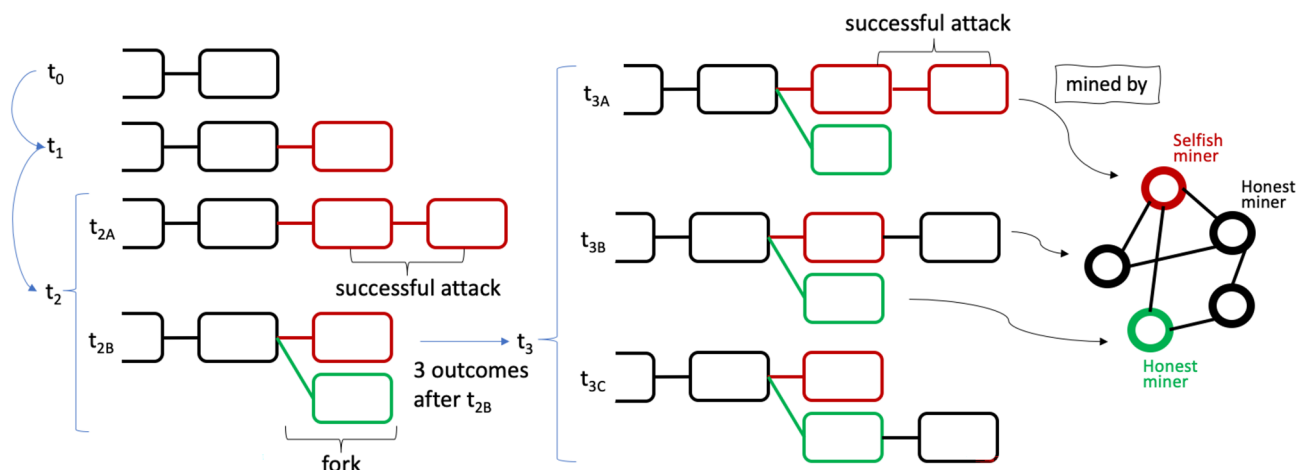 t0
t1
t2A
successful attack
t2
t2B
3 outcomes
after t2B
fork
t3
successful attack
t3A
t3B
t3C
mined by
Selfish
miner
Honest
miner
Honest
miner